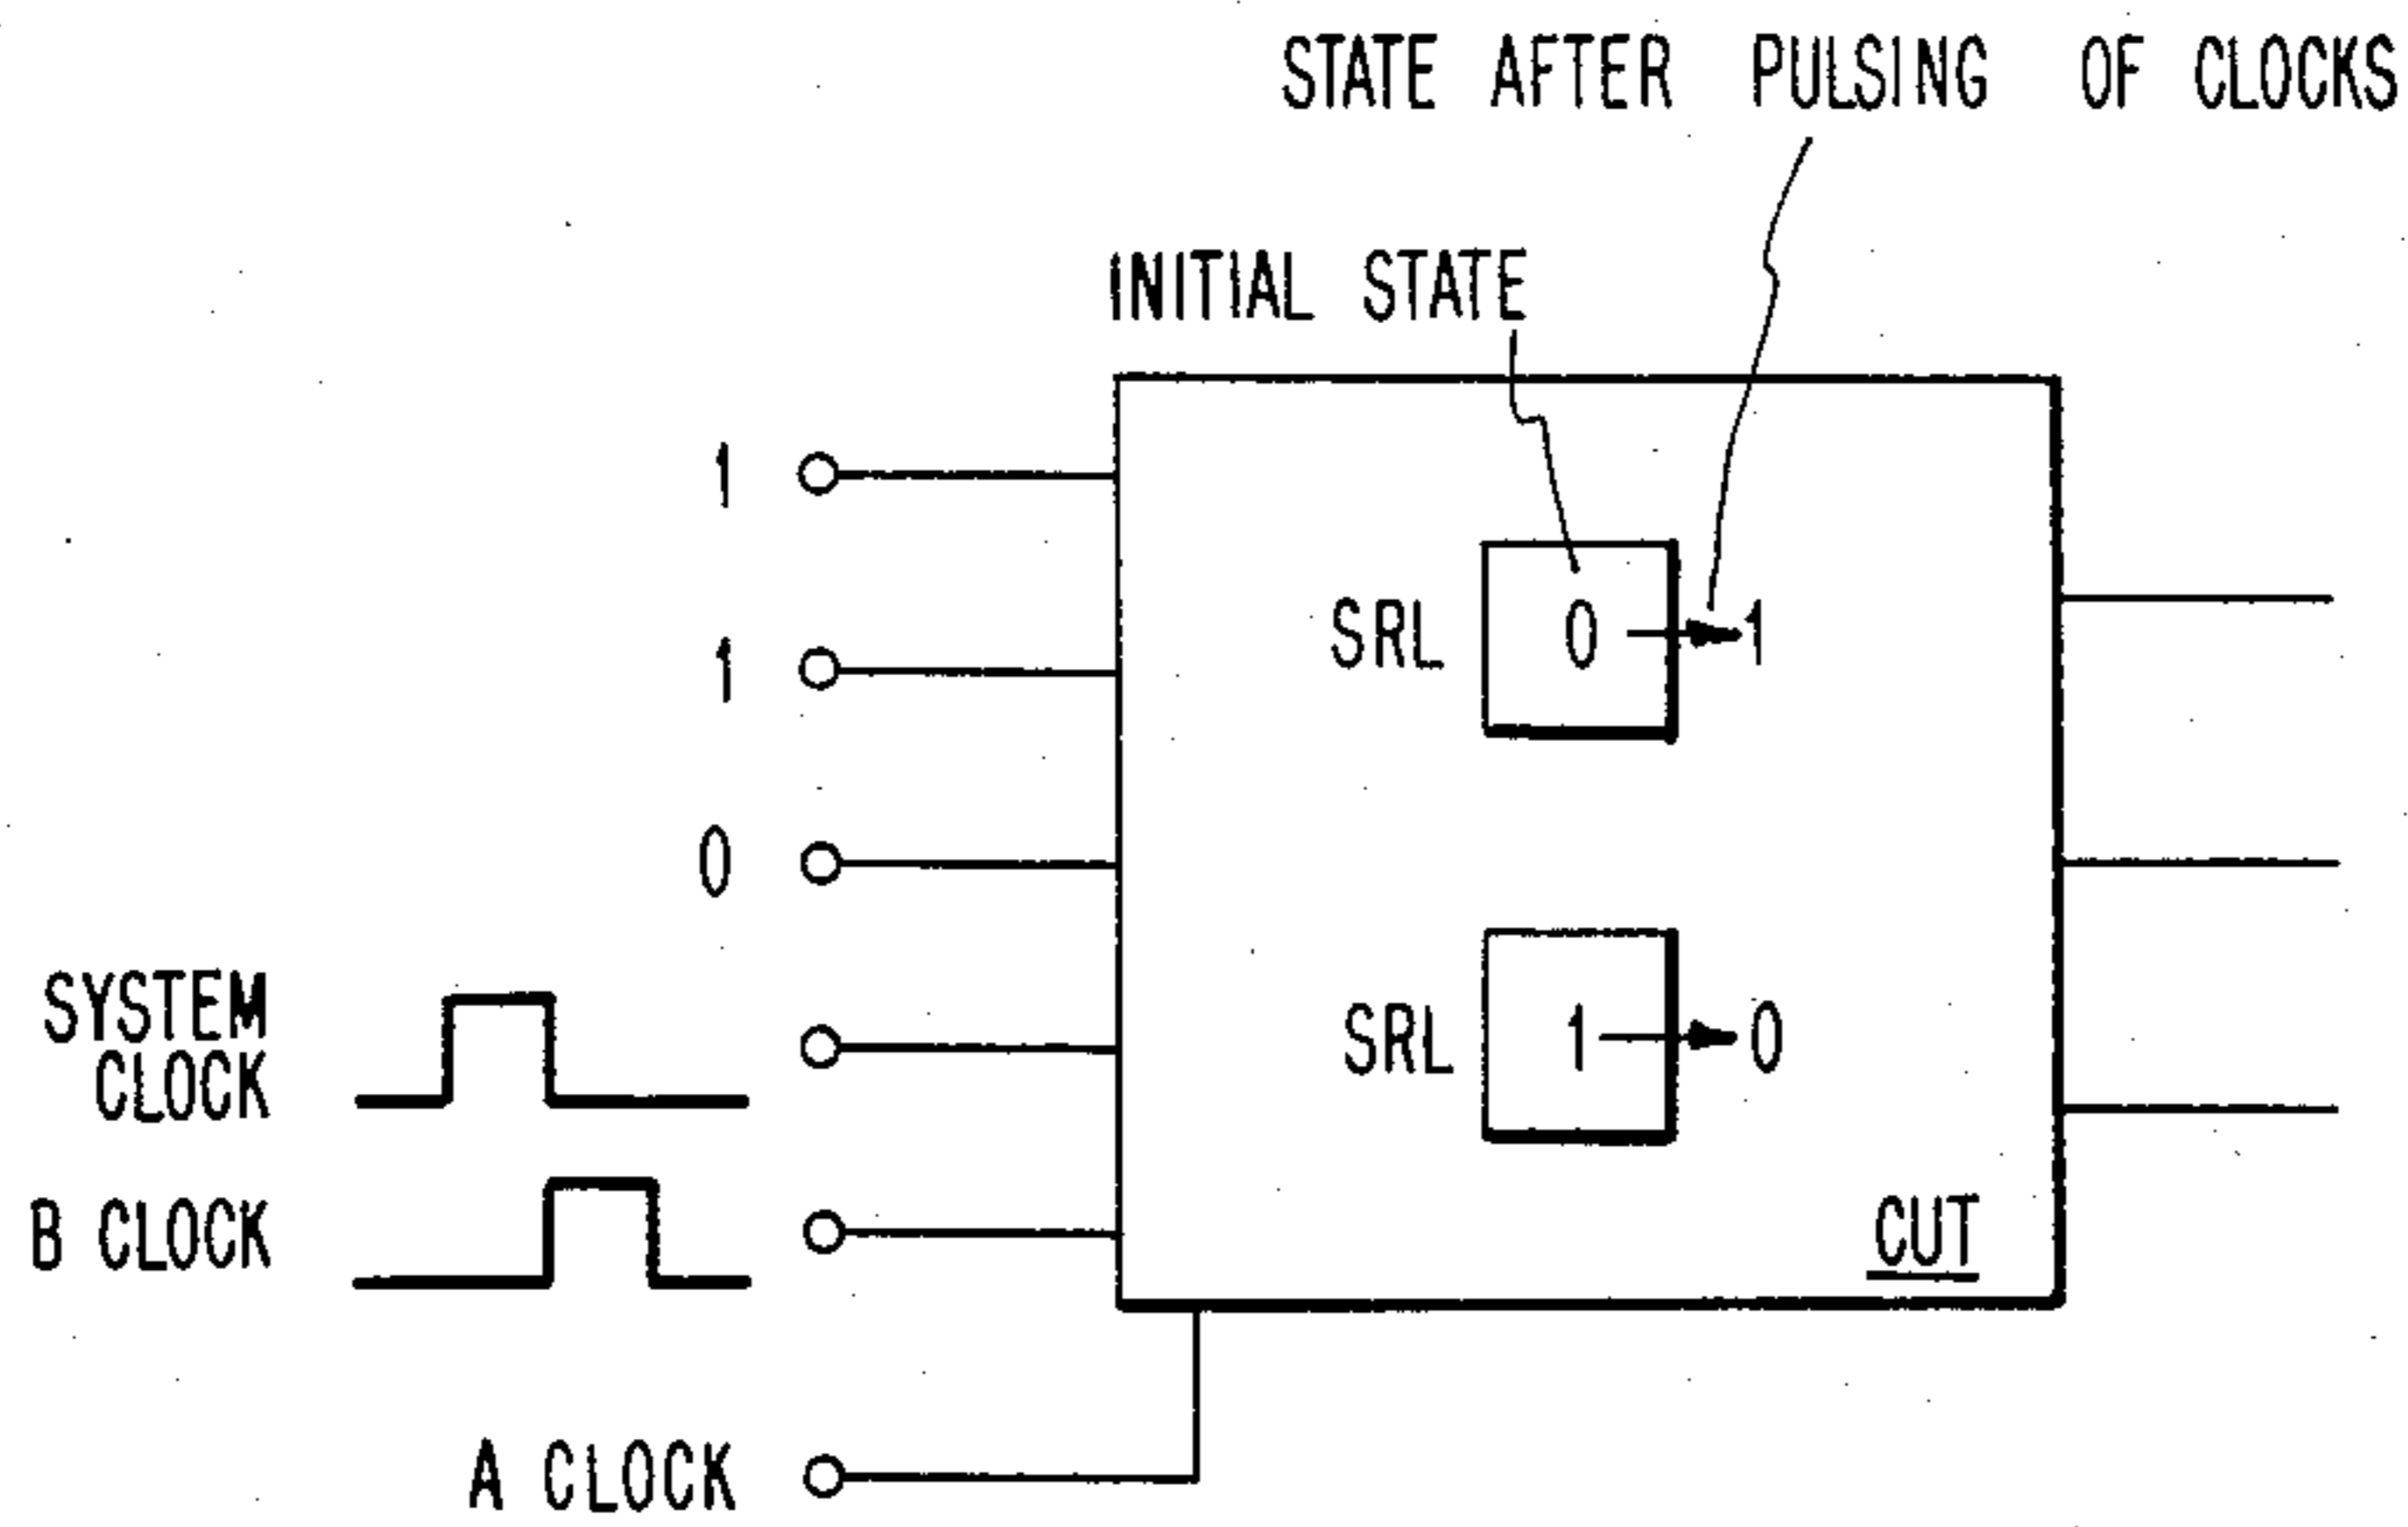 STATE AFTER PULSING OF CLOCKS
INITIAL STATE
1
1
SRL 0 1
0
SYSTEM
CLOCK
SRL 1 0
B CLOCK
CUT
A CLOCK